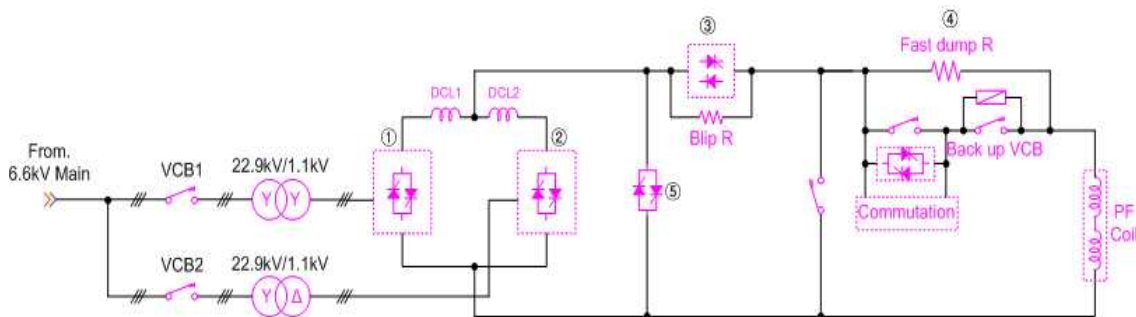 ④
③
Fast dump R
DCL1
DCL2
①
②
Blip R
Back up VCB
From.
6.6kV Main
VCB1
22.9kV/1.1kV
Y
Y
⑤
Commutation
PF
Coil
VCB2
22.9kV/1.1kV
Y
Δ